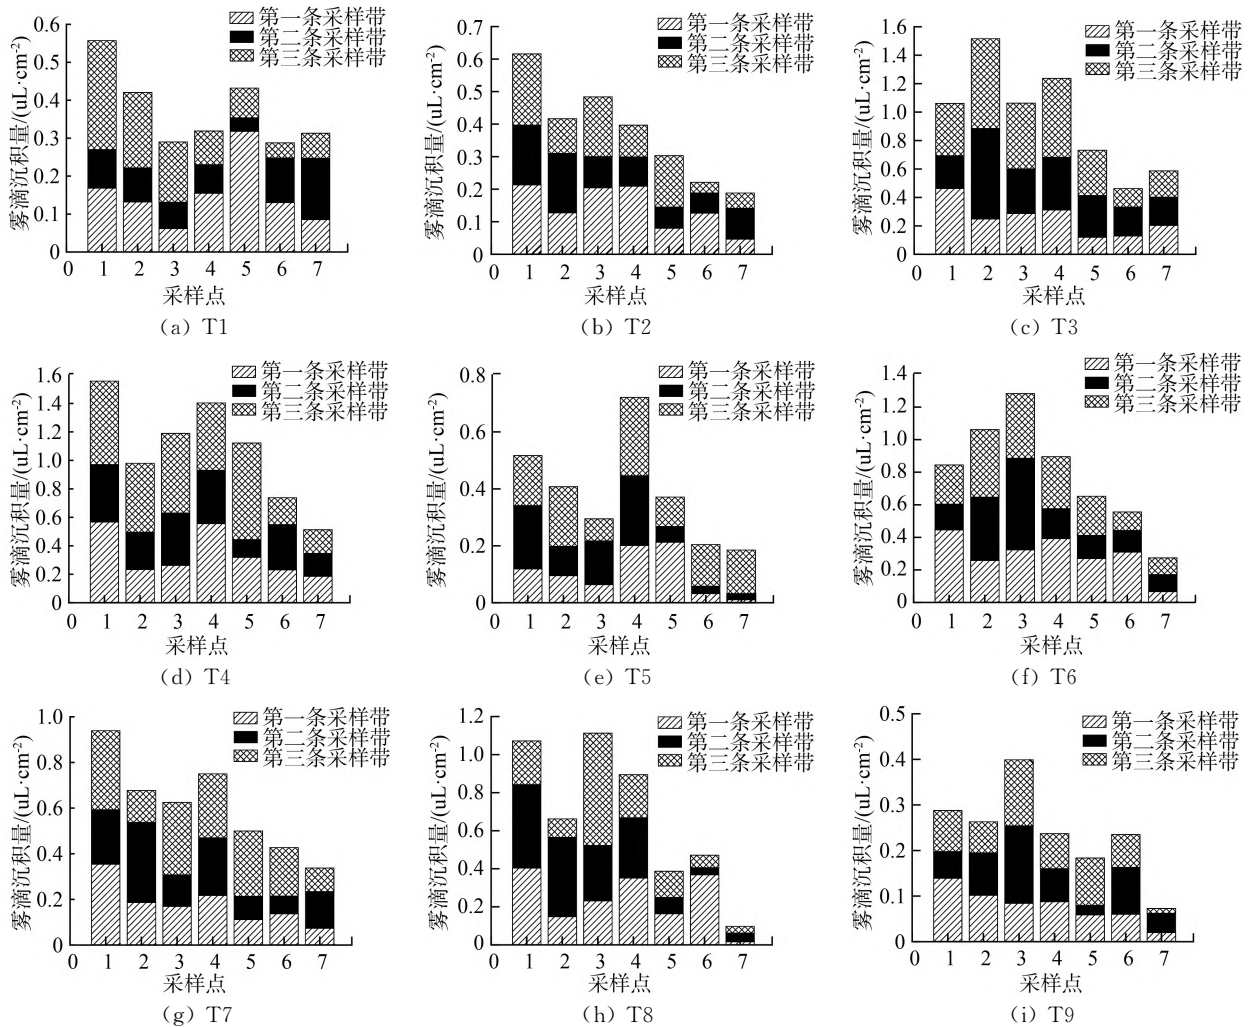 雾滴沉积量/(uL·cm⁻²)
0.6
0.5
0.4
0.3
0.2
0.1
0
第一条采样带
第二条采样带
第三条采样带
0 1 2 3 4 5 6 7
采样点
(a) T1
雾滴沉积量/(uL·cm⁻²)
0.7
0.6
0.5
0.4
0.3
0.2
0.1
0
第一条采样带
第二条采样带
第三条采样带
0 1 2 3 4 5 6 7
采样点
(b) T2
雾滴沉积量/(uL·cm⁻²)
1.6
1.4
1.2
1.0
0.8
0.6
0.4
0.2
0
第一条采样带
第二条采样带
第三条采样带
0 1 2 3 4 5 6 7
采样点
(c) T3
雾滴沉积量/(uL·cm⁻²)
1.6
1.4
1.2
1.0
0.8
0.6
0.4
0.2
0
第一条采样带
第二条采样带
第三条采样带
0 1 2 3 4 5 6 7
采样点
(d) T4
雾滴沉积量/(uL·cm⁻²)
0.8
0.6
0.4
0.2
0
第一条采样带
第二条采样带
第三条采样带
0 1 2 3 4 5 6 7
采样点
(e) T5
雾滴沉积量/(uL·cm⁻²)
1.4
1.2
1.0
0.8
0.6
0.4
0.2
0
第一条采样带
第二条采样带
第三条采样带
0 1 2 3 4 5 6 7
采样点
(f) T6
雾滴沉积量/(uL·cm⁻²)
1.0
0.8
0.6
0.4
0.2
0
第一条采样带
第二条采样带
第三条采样带
0 1 2 3 4 5 6 7
采样点
(g) T7
雾滴沉积量/(uL·cm⁻²)
1.2
1.0
0.8
0.6
0.4
0.2
0
第一条采样带
第二条采样带
第三条采样带
0 1 2 3 4 5 6 7
采样点
(h) T8
雾滴沉积量/(uL·cm⁻²)
0.5
0.4
0.3
0.2
0.1
0
第一条采样带
第二条采样带
第三条采样带
0 1 2 3 4 5 6 7
采样点
(i) T9